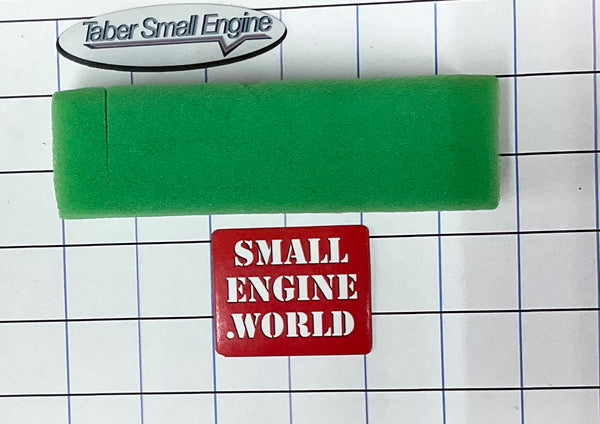 Taber Small Engine
SMALL
ENGINE
.WORLD